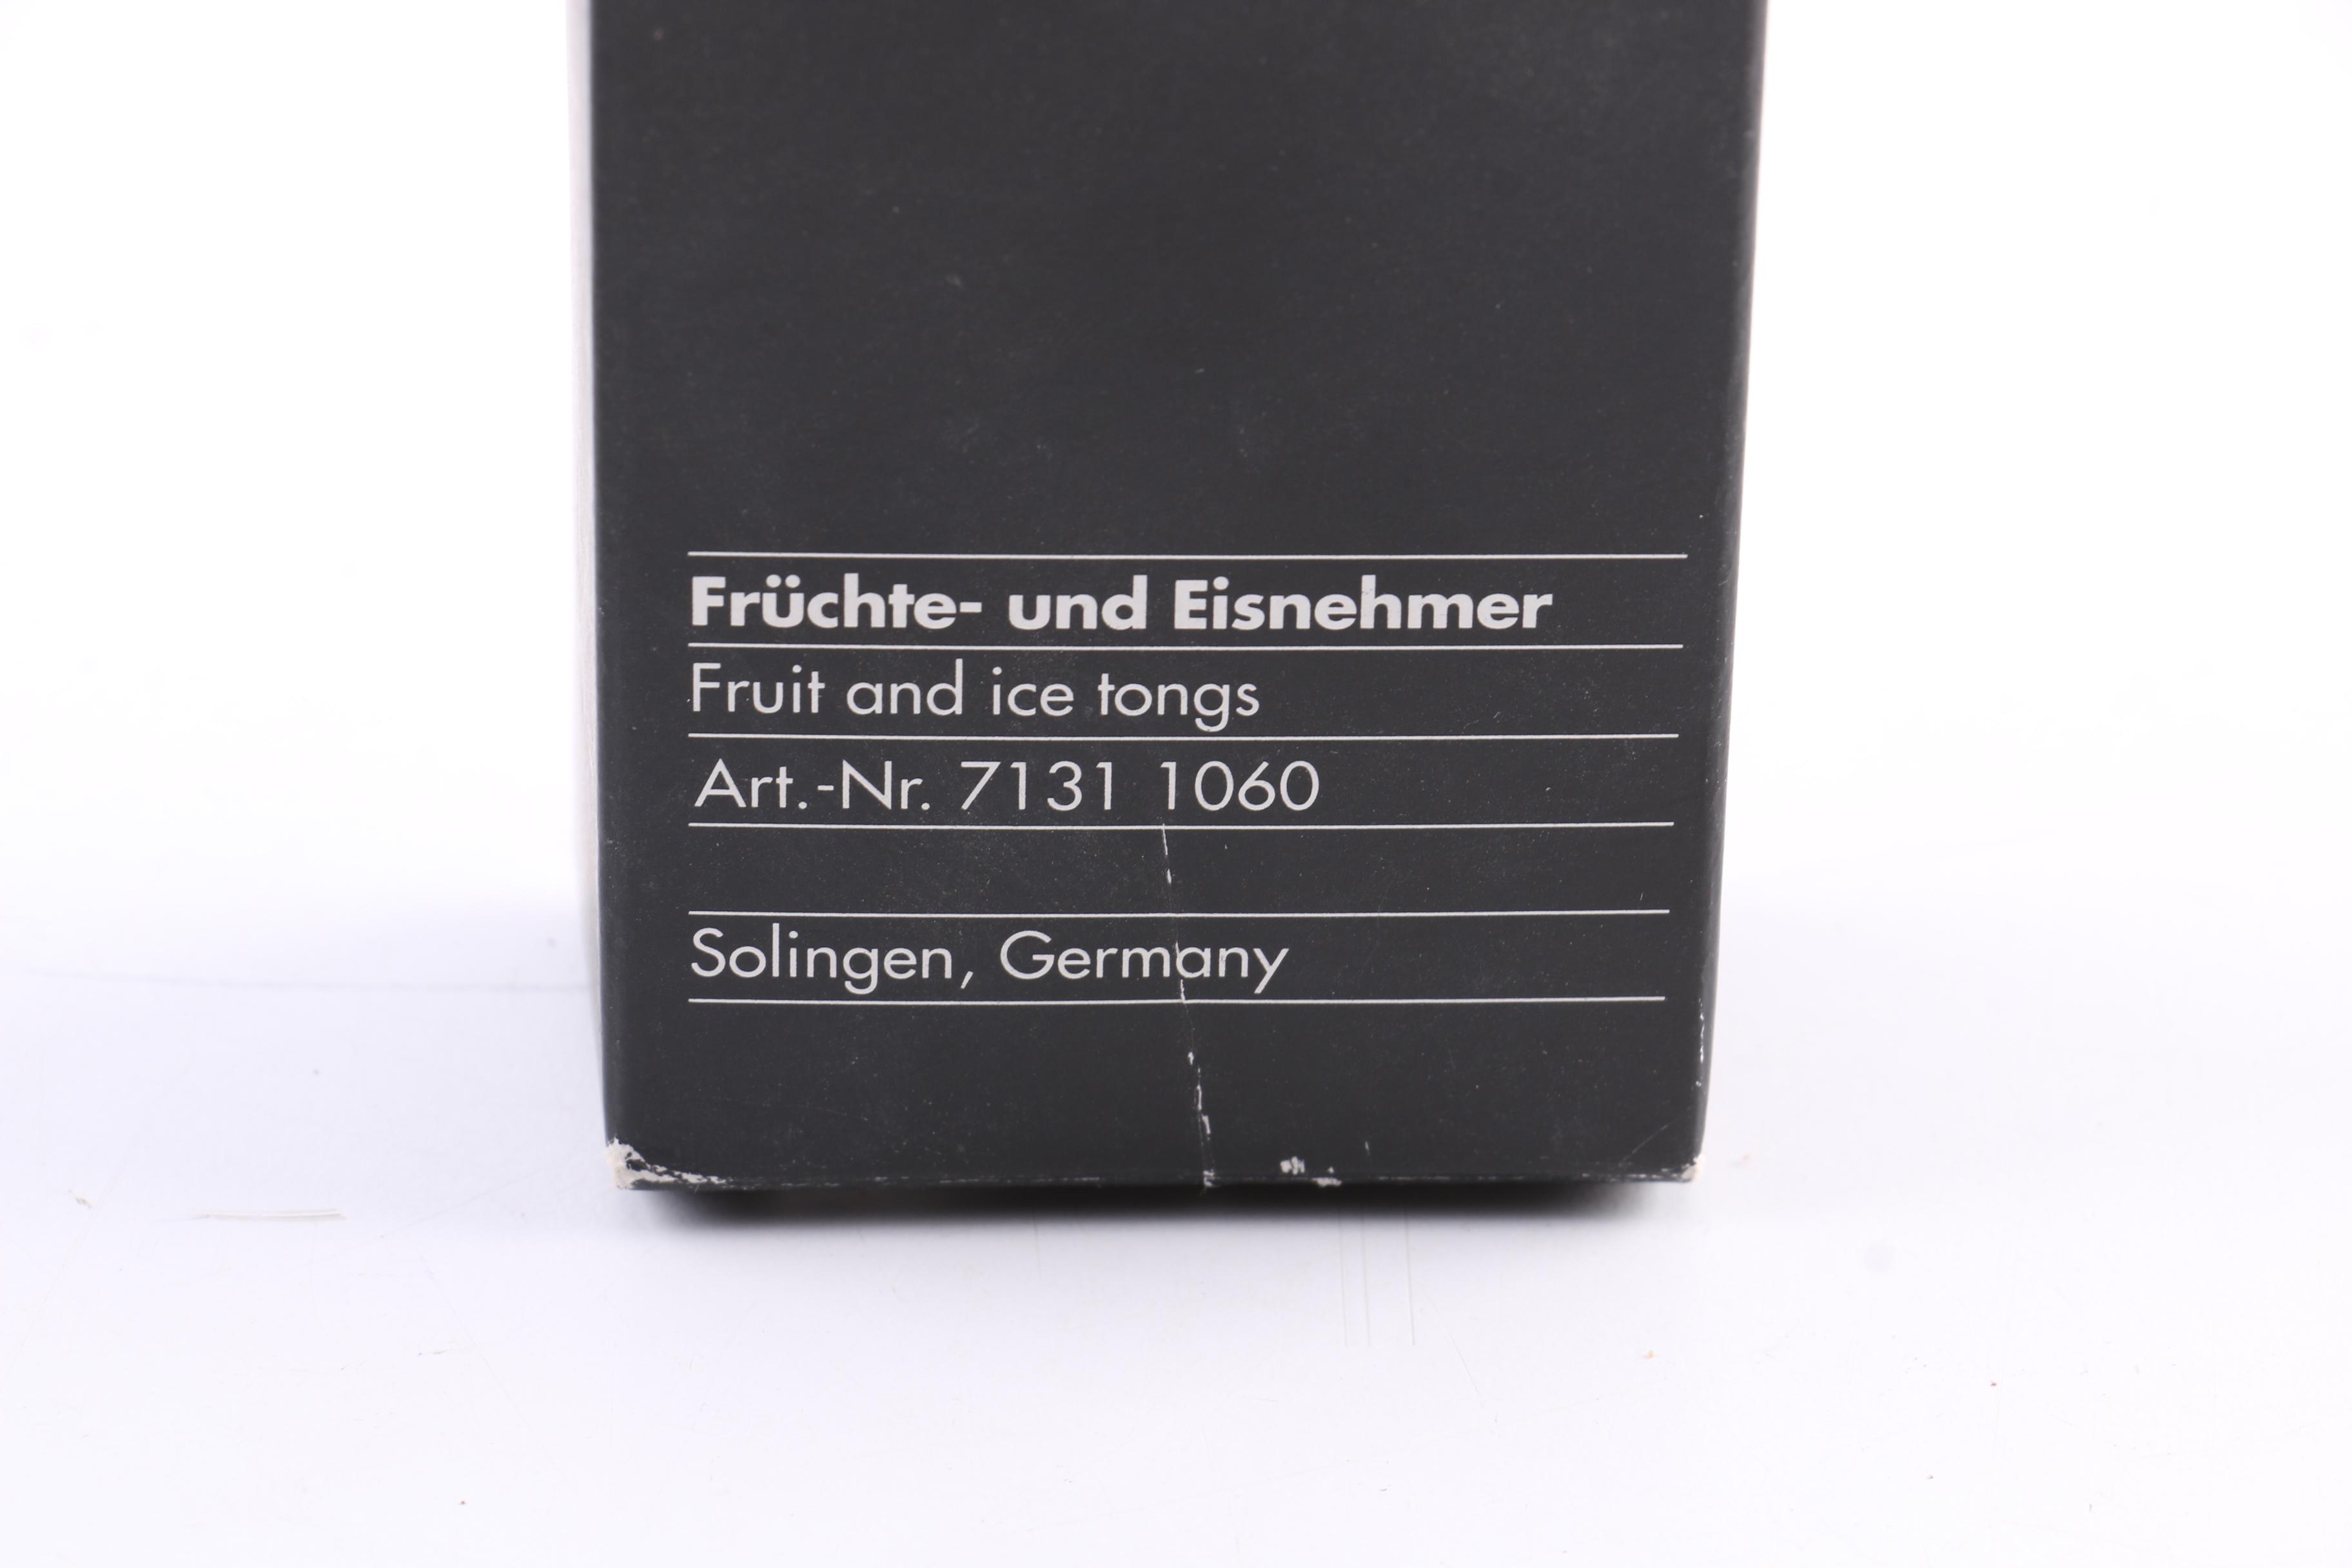 Früchte- und Eisnehmer
Fruit and ice tongs
Art.-Nr. 7131 1060
Solingen, Germany